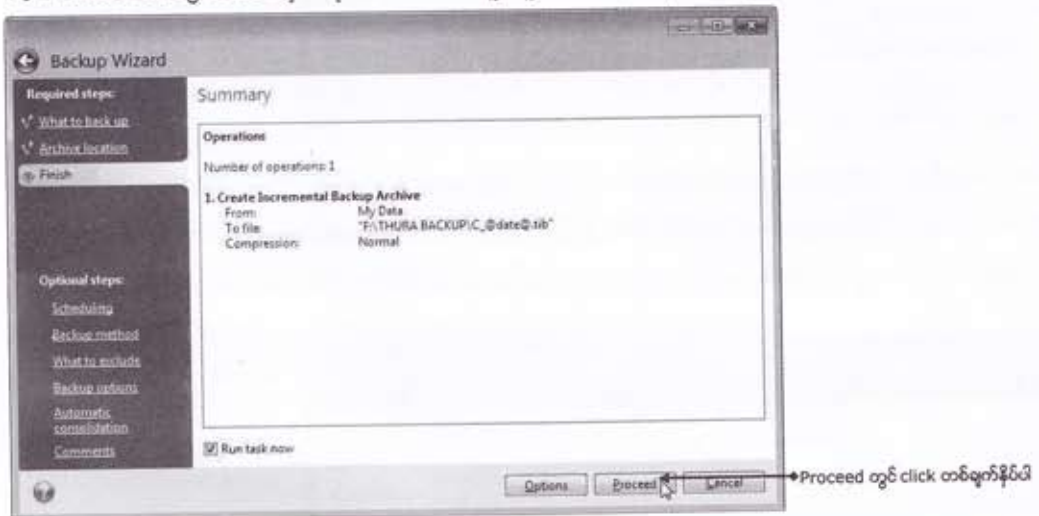 Backup Wizard
Required steps:
What to back up
Archive location
Finish
Optional steps:
Scheduling
Backup method
What to exclude
Backup options
Automatic
consolidation
Comments
Summary
Operations
Number of operations: 1
1. Create Incremental Backup Archive
From: My Data
To file: "F:\THURA BACKUP\C_@date@.tib"
Compression: Normal
Run task now
Options
Proceed
Cancel
Proceed တွင် click တစ်ချက်နှိပ်ပါ